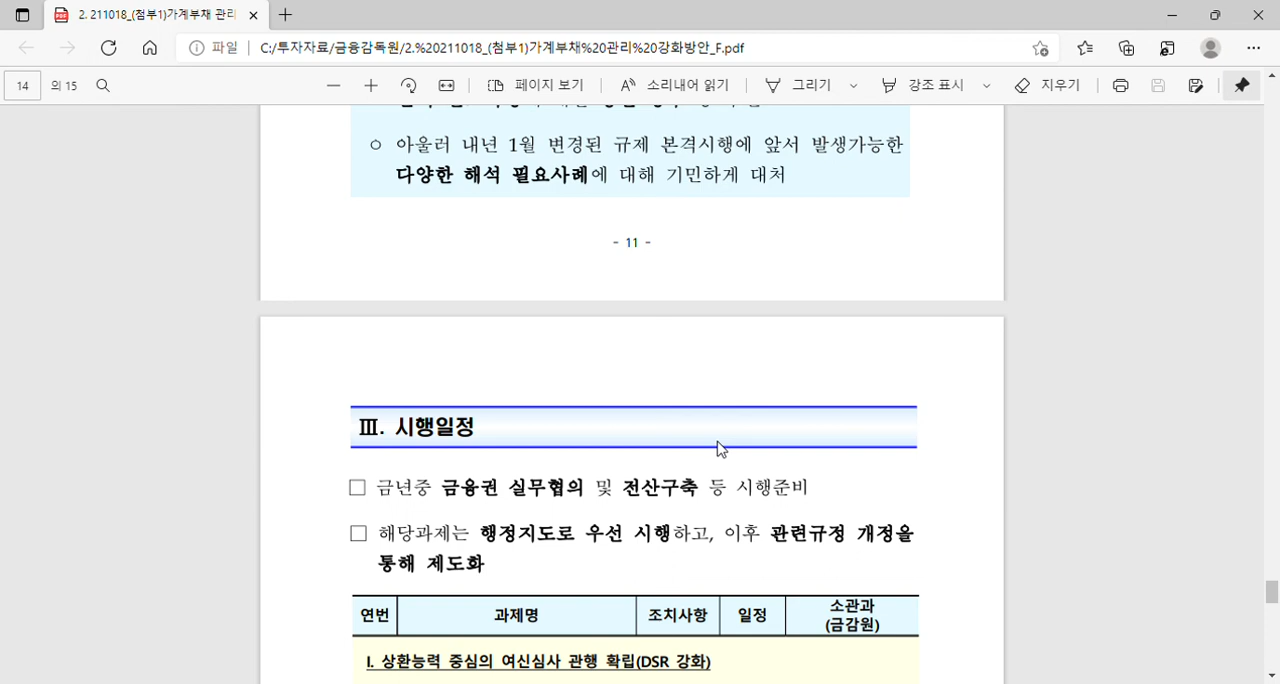 2. 211018_(첨부1)가계부채 관리
파일 C:/투자자료/금융감독원/2.%20211018_(첨부1)가계부채%20관리%20강화방안_F.pdf
14 의 15 페이지 보기 소리내어 읽기 그리기 강조 표시 지우기
○ 아울러 내년 1월 변경된 규제 본격시행에 앞서 발생가능한
다양한 해석 필요사례에 대해 기민하게 대처
- 11 -
Ⅲ. 시행일정
□ 금년중 금융권 실무협의 및 전산구축 등 시행준비
□ 해당과제는 행정지도로 우선 시행하고, 이후 관련규정 개정을
통해 제도화
연번 과제명 조치사항 일정 소관과
(금감원)
Ⅰ. 상환능력 중심의 여신심사 관행 확립(DSR 강화)